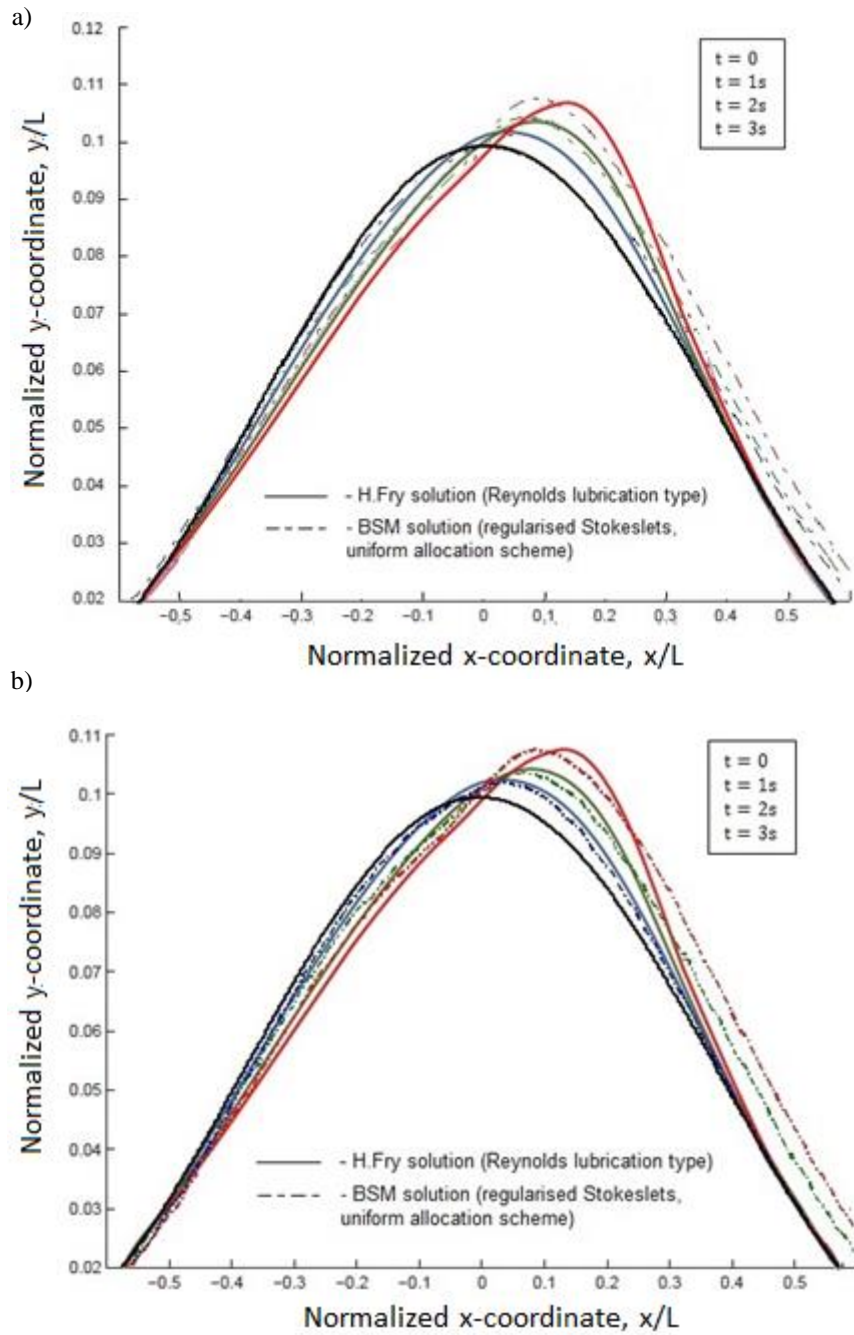 a)
0.12
0.11
0.1
0.09
0.08
0.07
0.06
0.05
0.04
0.03
0.02
Normalized y-coordinate, y/L
t = 0
t = 1s
t = 2s
t = 3s
- H.Fry solution (Reynolds lubrication type)
- BSM solution (regularised Stokeslets,
uniform allocation scheme)
−0.5 −0.4 −0.3 −0.2 −0.1 0 0.1 0.2 0.3 0.4 0.5
Normalized x-coordinate, x/L
b)
0.11
0.1
0.09
0.08
0.07
0.06
0.05
0.04
0.03
0.02
Normalized y-coordinate, y/L
t = 0
t = 1s
t = 2s
t = 3s
- H.Fry solution (Reynolds lubrication type)
- BSM solution (regularised Stokeslets,
uniform allocation scheme)
−0.5 −0.4 −0.3 −0.2 −0.1 0 0.1 0.2 0.3 0.4 0.5
Normalized x-coordinate, x/L